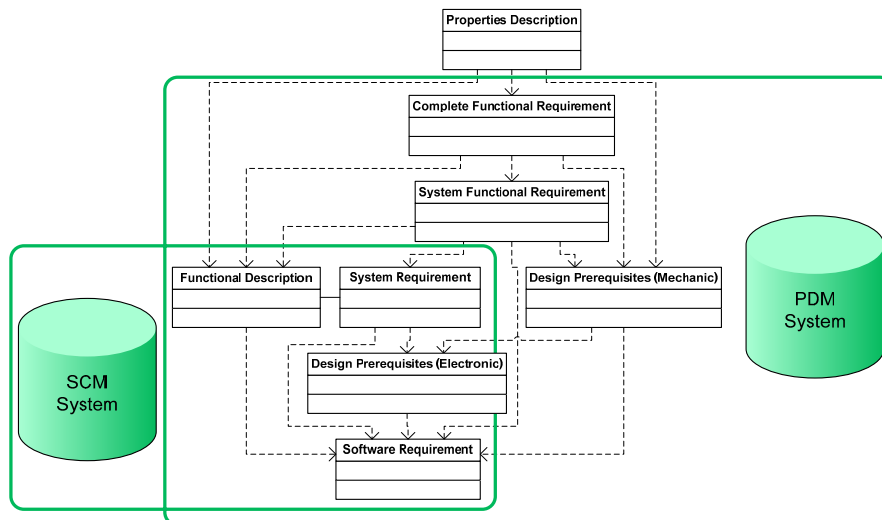 Properties Description
Complete Functional Requirement
System Functional Requirement
Functional Description
System Requirement
Design Prerequisites (Mechanic)
PDM
System
Design Prerequisites (Electronic)
SCM
System
Software Requirement